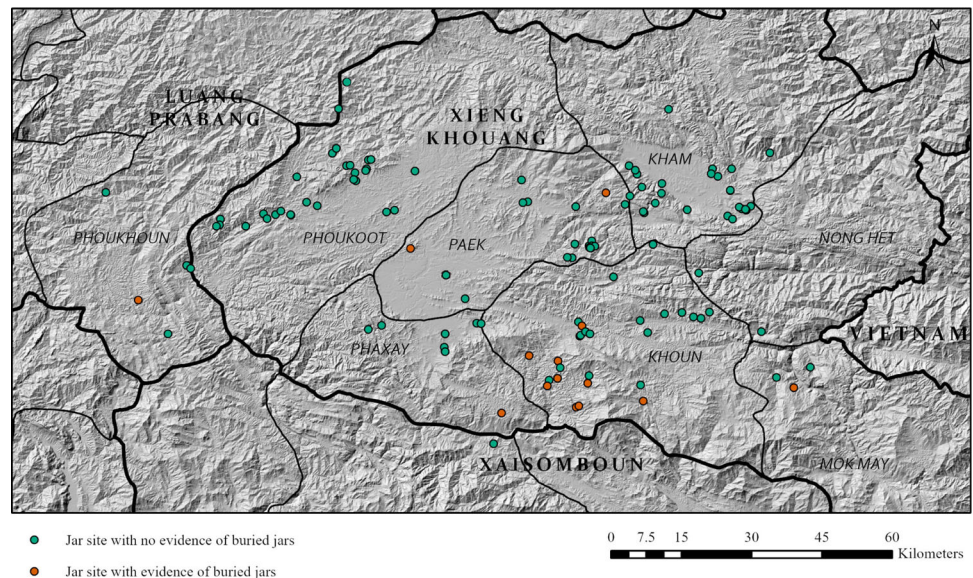 N
LUANG
PRABANG
XIENG
KHOUANG
KHAM
PHOUKHOUN
PHOUKOOT
PAEK
NONG HET
VIETNAM
PHAXAY
KHOUN
XAISOMBOUN
MOK MAY
Jar site with no evidence of buried jars
Jar site with evidence of buried jars
0 7.5 15 30 45 60
Kilometers